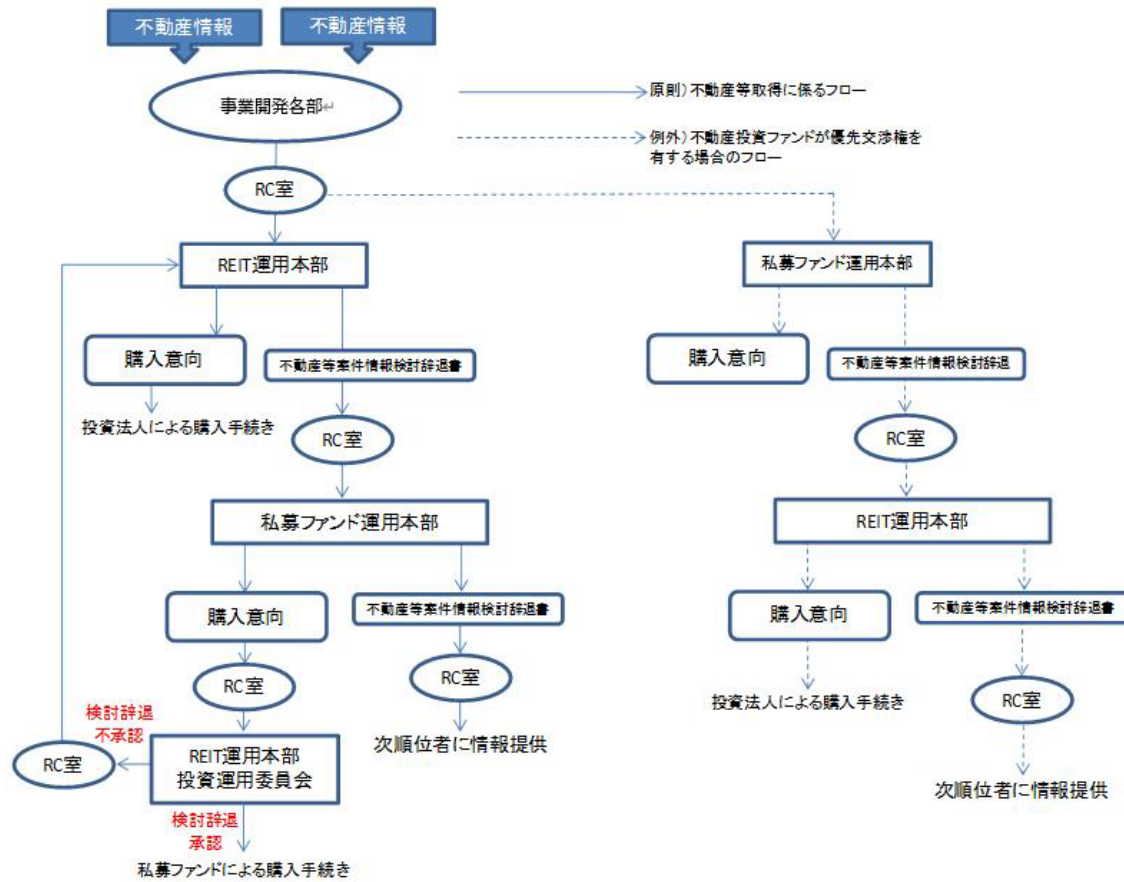 不動産情報
不動産情報
事業開発各部↵
原則）不動産等取得に係るフロー
例外）不動産投資ファンドが優先交渉権を
有する場合のフロー
RC室
REIT運用本部
私募ファンド運用本部
購入意向
不動産等案件情報検討辞退書
購入意向
不動産等案件情報検討辞退
投資法人による購入手続き
RC室
RC室
私募ファンド運用本部
REIT運用本部
購入意向
不動産等案件情報検討辞退書
購入意向
不動産等案件情報検討辞退書
RC室
RC室
投資法人による購入手続き
RC室
検討辞退
不承認
次順位者に情報提供
RC室
REIT運用本部
投資運用委員会
次順位者に情報提供
検討辞退
承認
私募ファンドによる購入手続き